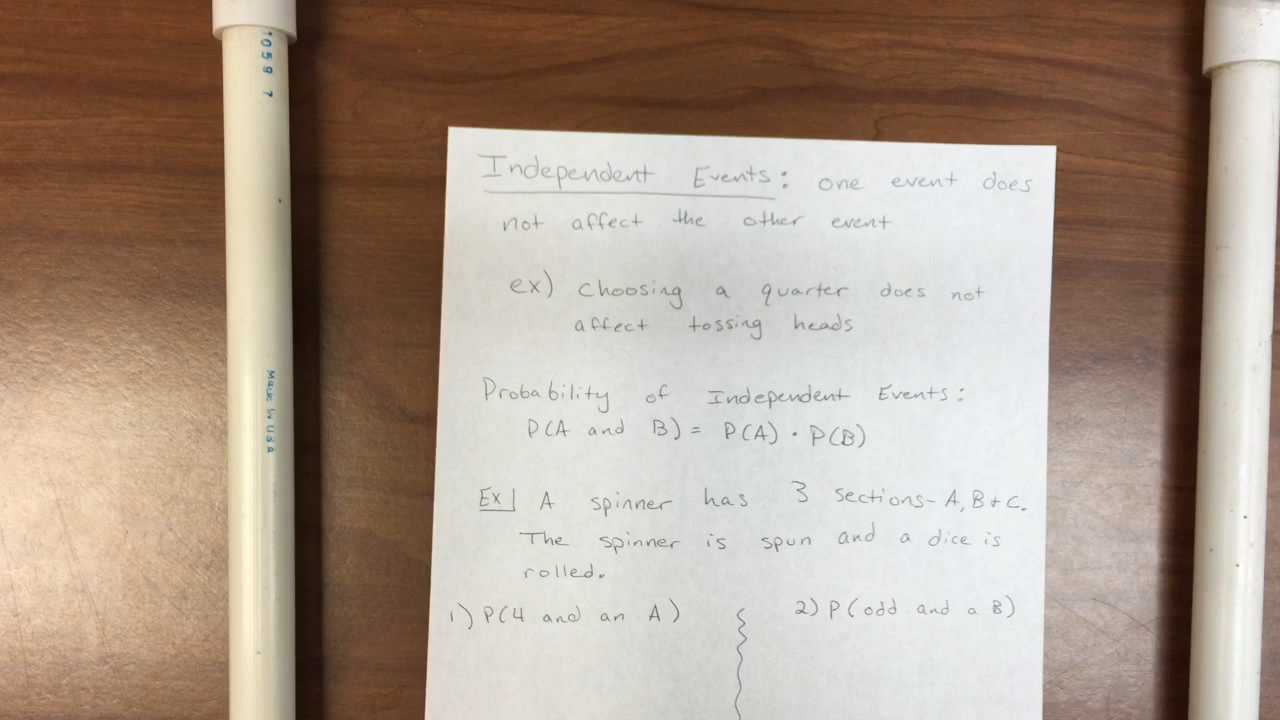 1059 7
Made in USA
Independent Events: one event does
not affect the other event
ex) choosing a quarter does not
affect tossing heads
Probability of Independent Events:
P(A and B) = P(A) · P(B)
Ex| A spinner has 3 sections- A, B + C.
The spinner is spun and a dice is
rolled.
1) P(4 and an A)
2) P(odd and a B)